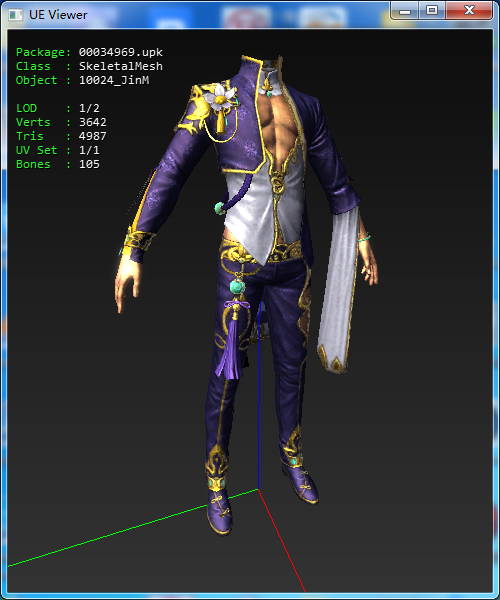 UE Viewer
Package: 00034969.upk
Class : SkeletalMesh
Object : 10024_JinM
LOD : 1/2
Verts : 3642
Tris : 4987
UV Set : 1/1
Bones : 105